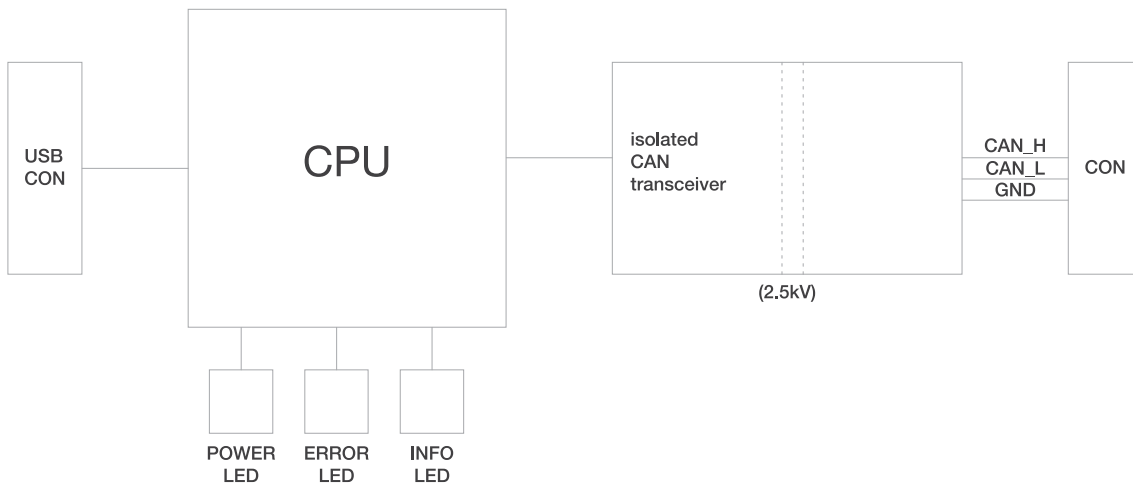 USB
CON
CPU
isolated
CAN
transceiver
(2.5kV)
CAN_H
CAN_L
GND
CON
POWER
LED
ERROR
LED
INFO
LED